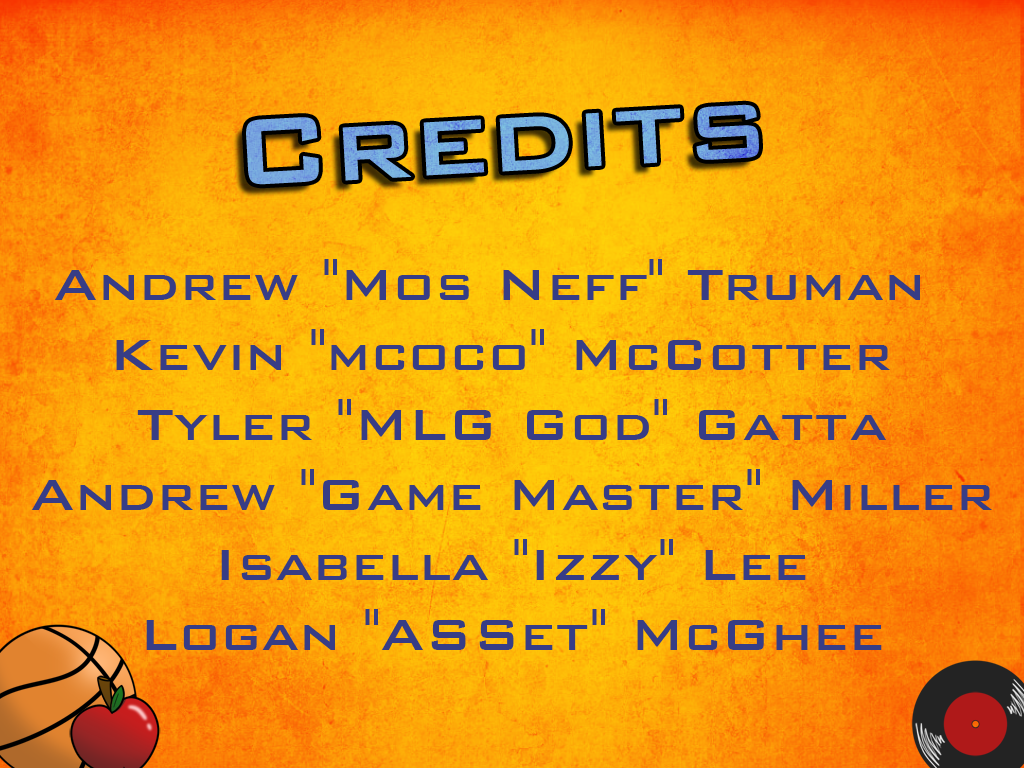 Credits
Andrew "Mos Neff" Truman
Kevin "mcoco" McCotter
Tyler "MLG God" Gatta
Andrew "Game Master" Miller
Isabella "Izzy" Lee
Logan "ASSet" McGhee